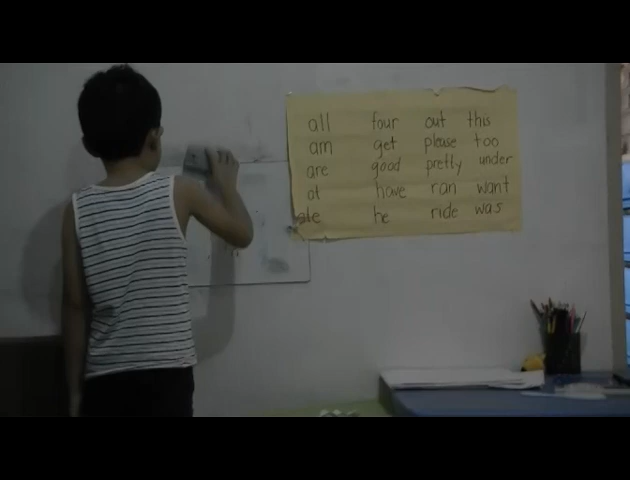 all four out this
am get please too
are good pretty under
at have ran want
ate he ride was